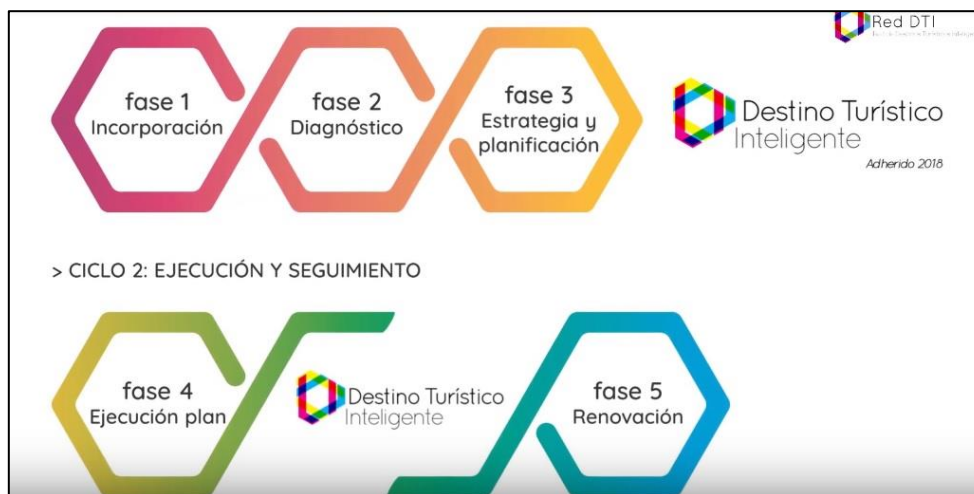 Red DTI
fase 1
Incorporación
fase 2
Diagnóstico
fase 3
Estrategia y
planificación
Destino Turístico
Inteligente
Adherido 2018
> CICLO 2: EJECUCIÓN Y SEGUIMIENTO
fase 4
Ejecución plan
Destino Turístico
Inteligente
fase 5
Renovación